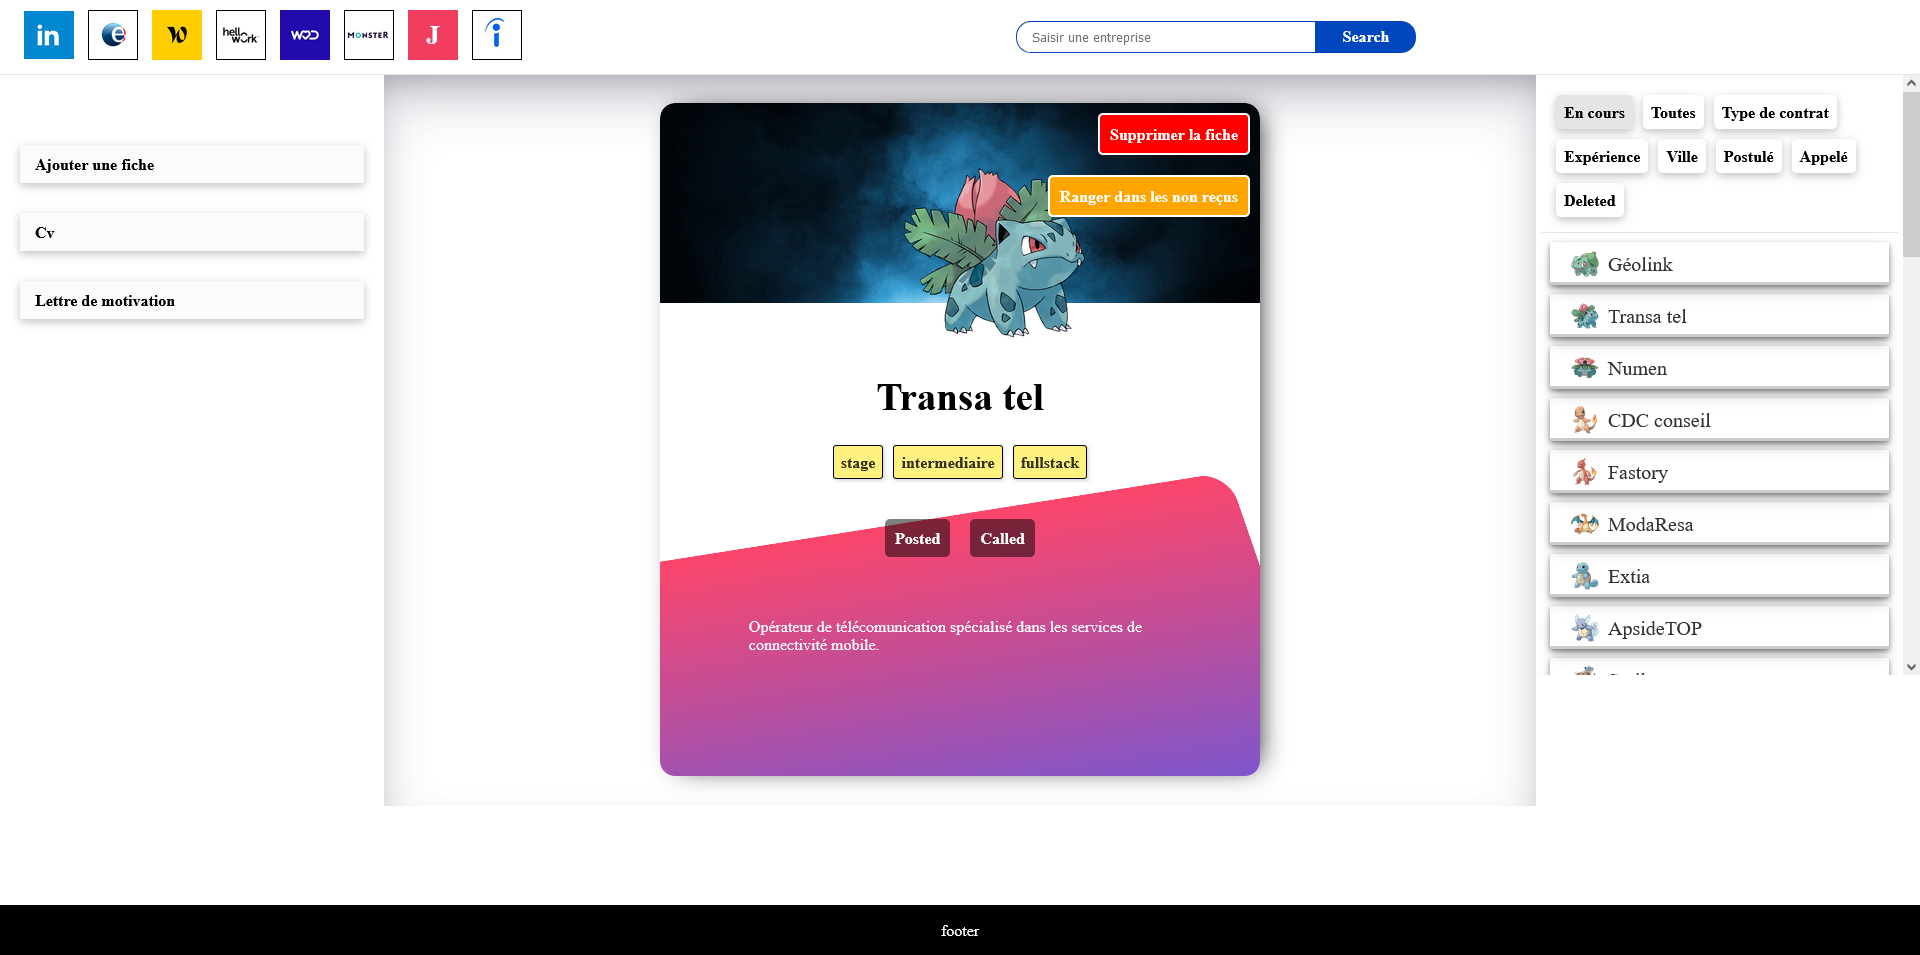 in
e
W
hello
work
MONSTER
J
i
Saisir une entreprise
Search
Ajouter une fiche
Cv
Lettre de motivation
Supprimer la fiche
Ranger dans les non reçus
Transa tel
stage intermediaire fullstack
Posted Called
Opérateur de télécomunication spécialisé dans les services de
connectivité mobile.
En cours Toutes Type de contrat
Expérience Ville Postulé Appelé
Deleted
Géolink
Transa tel
Numen
CDC conseil
Fastory
ModaResa
Extia
ApsideTOP
footer